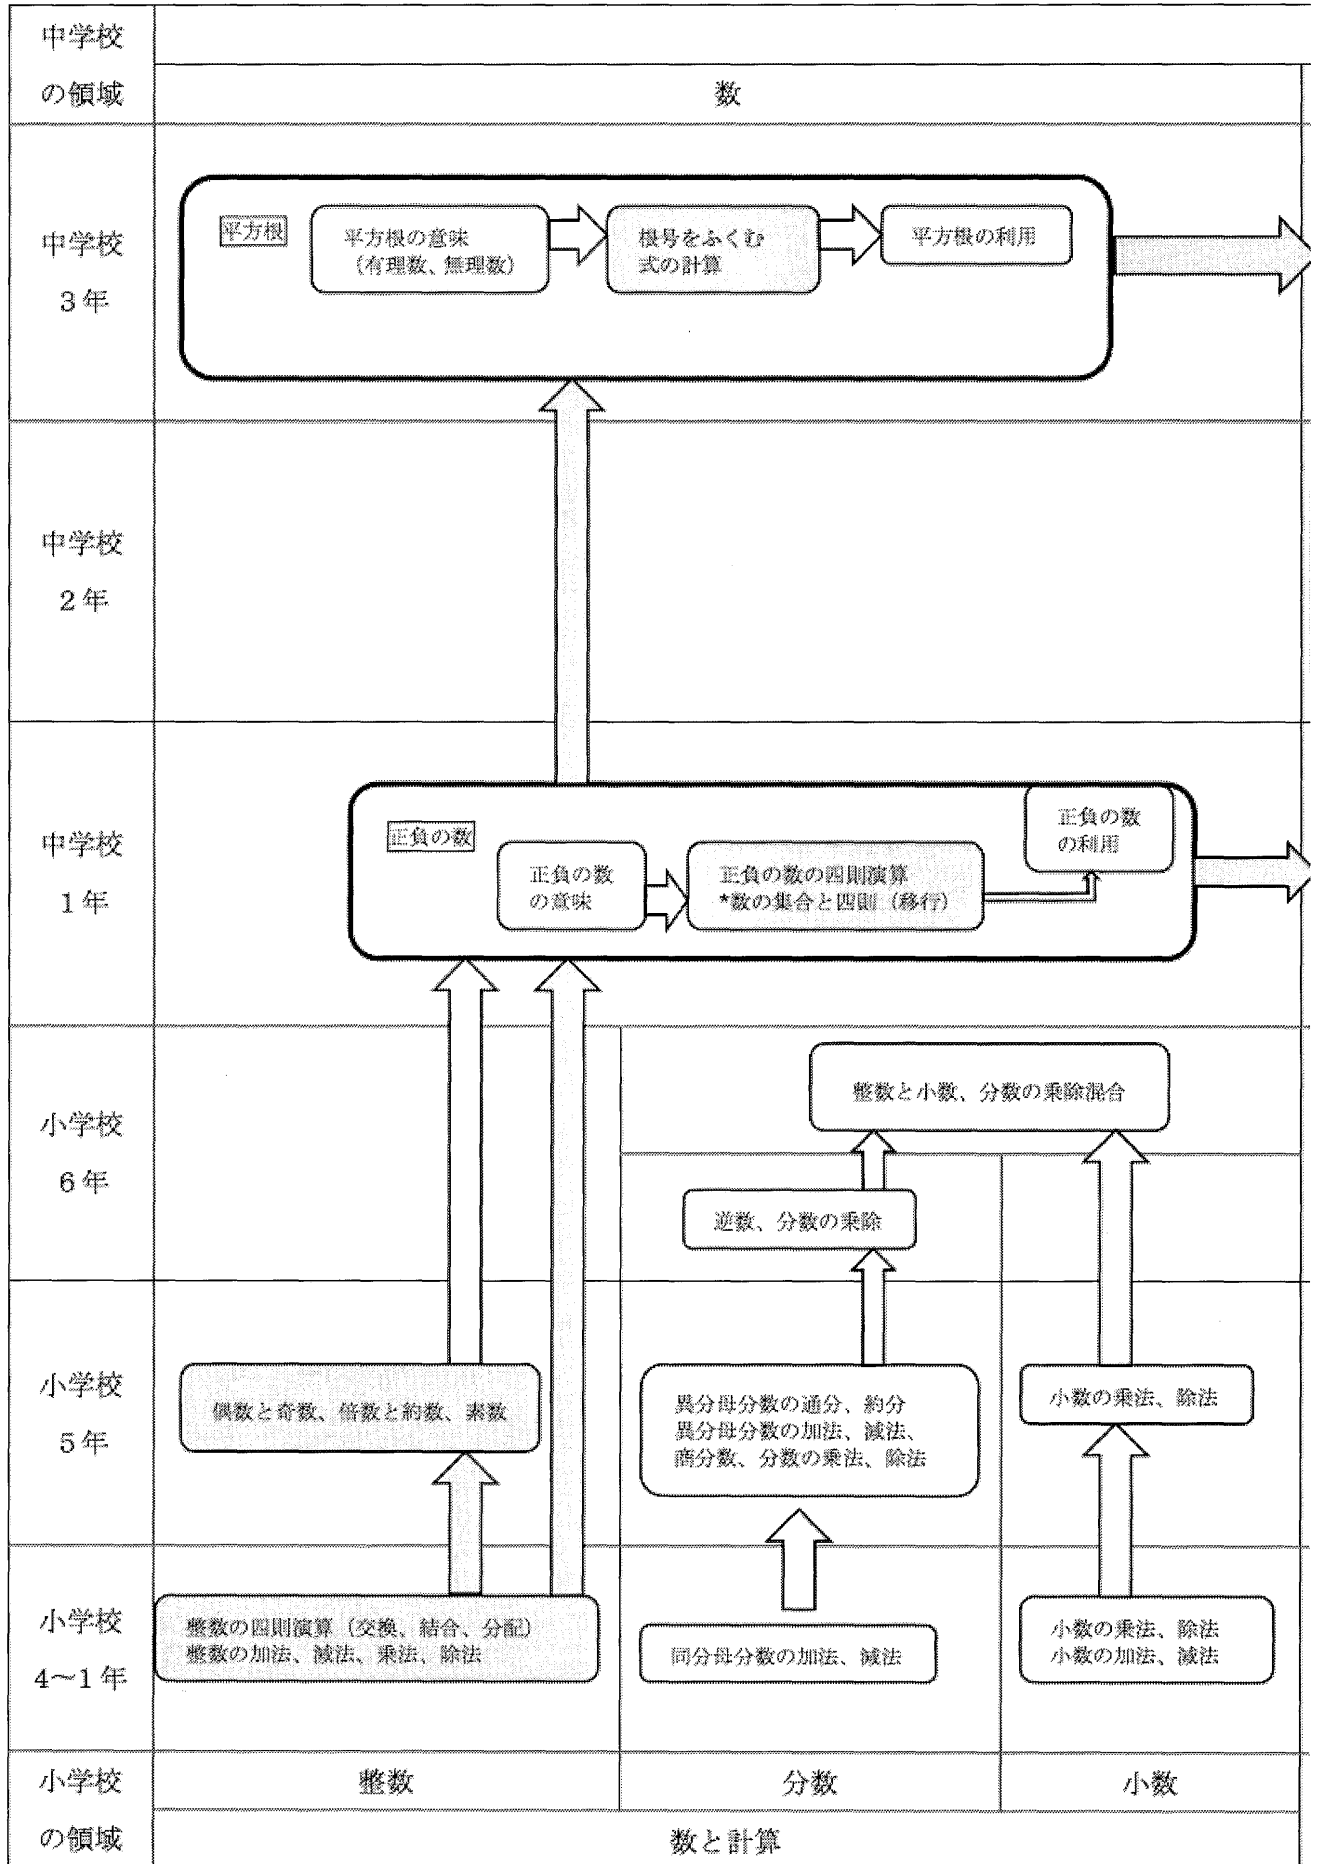 中学校
の領域
数
中学校
3年
平方根
平方根の意味
（有理数、無理数）
根号をふくむ
式の計算
平方根の利用
中学校
2年
中学校
1年
正負の数
正負の数
の意味
正負の数の四則演算
*数の集合と四則（移行）
正負の数
の利用
小学校
6年
整数と小数、分数の乗除混合
逆数、分数の乗除
小学校
5年
偶数と奇数、倍数と約数、素数
異分母分数の通分、約分
異分母分数の加法、減法、
商分数、分数の乗法、除法
小数の乗法、除法
小学校
4～1年
整数の四則演算（交換、結合、分配）
整数の加法、減法、乗法、除法
同分母分数の加法、減法
小数の乗法、除法
小数の加法、減法
小学校
の領域
整数
分数
小数
数と計算